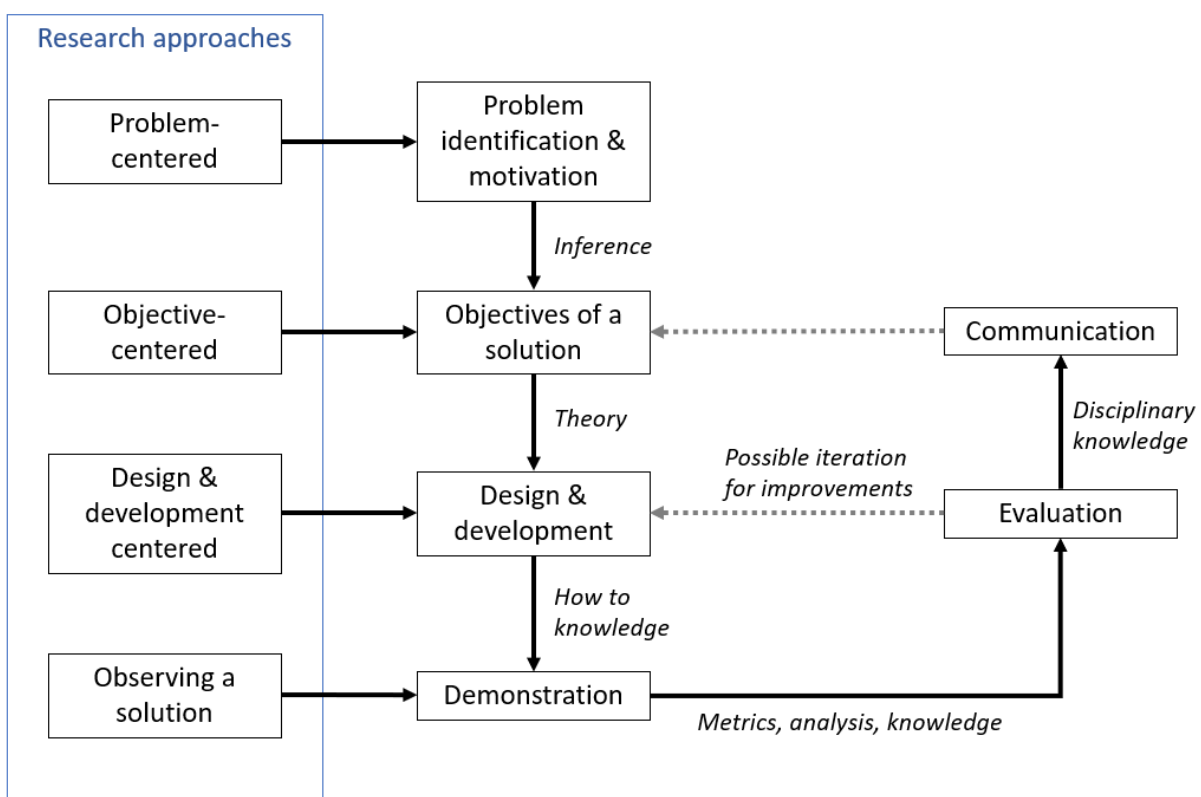 Research approaches
Problem-
centered
Problem
identification &
motivation
Inference
Objective-
centered
Objectives of a
solution
Communication
Theory
Disciplinary
knowledge
Design &
development
centered
Design &
development
Possible iteration
for improvements
Evaluation
How to
knowledge
Observing a
solution
Demonstration
Metrics, analysis, knowledge